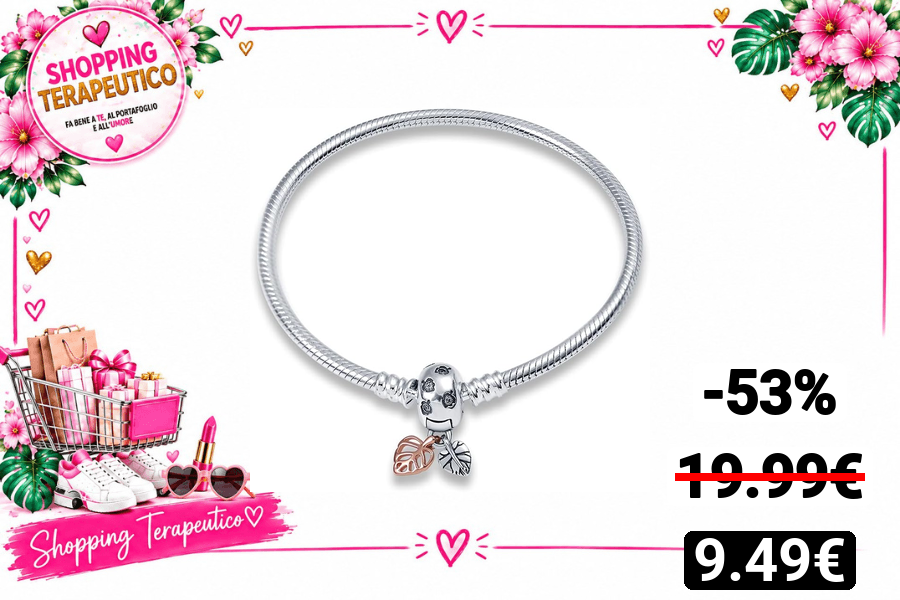 SHOPPING
TERAPEUTICO
FA BENE A TE, AL PORTAFOGLIO
E ALL'UMORE
-53%
19.99€
9.49€
Shopping Terapeutico